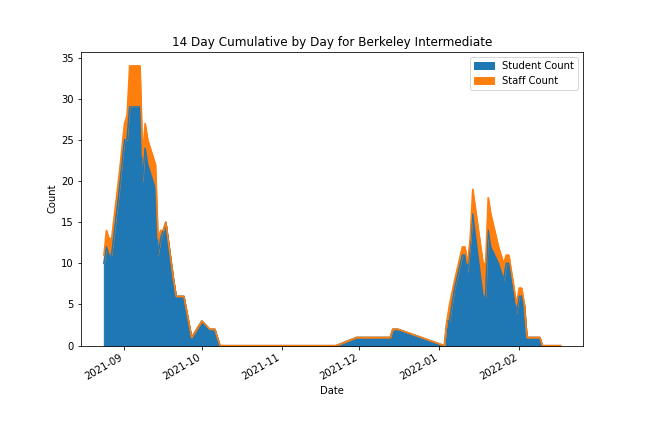 14 Day Cumulative by Day for Berkeley Intermediate
Student Count
Staff Count
Count
35
30
25
20
15
10
5
0
2021-09
2021-10
2021-11
2021-12
2022-01
2022-02
Date